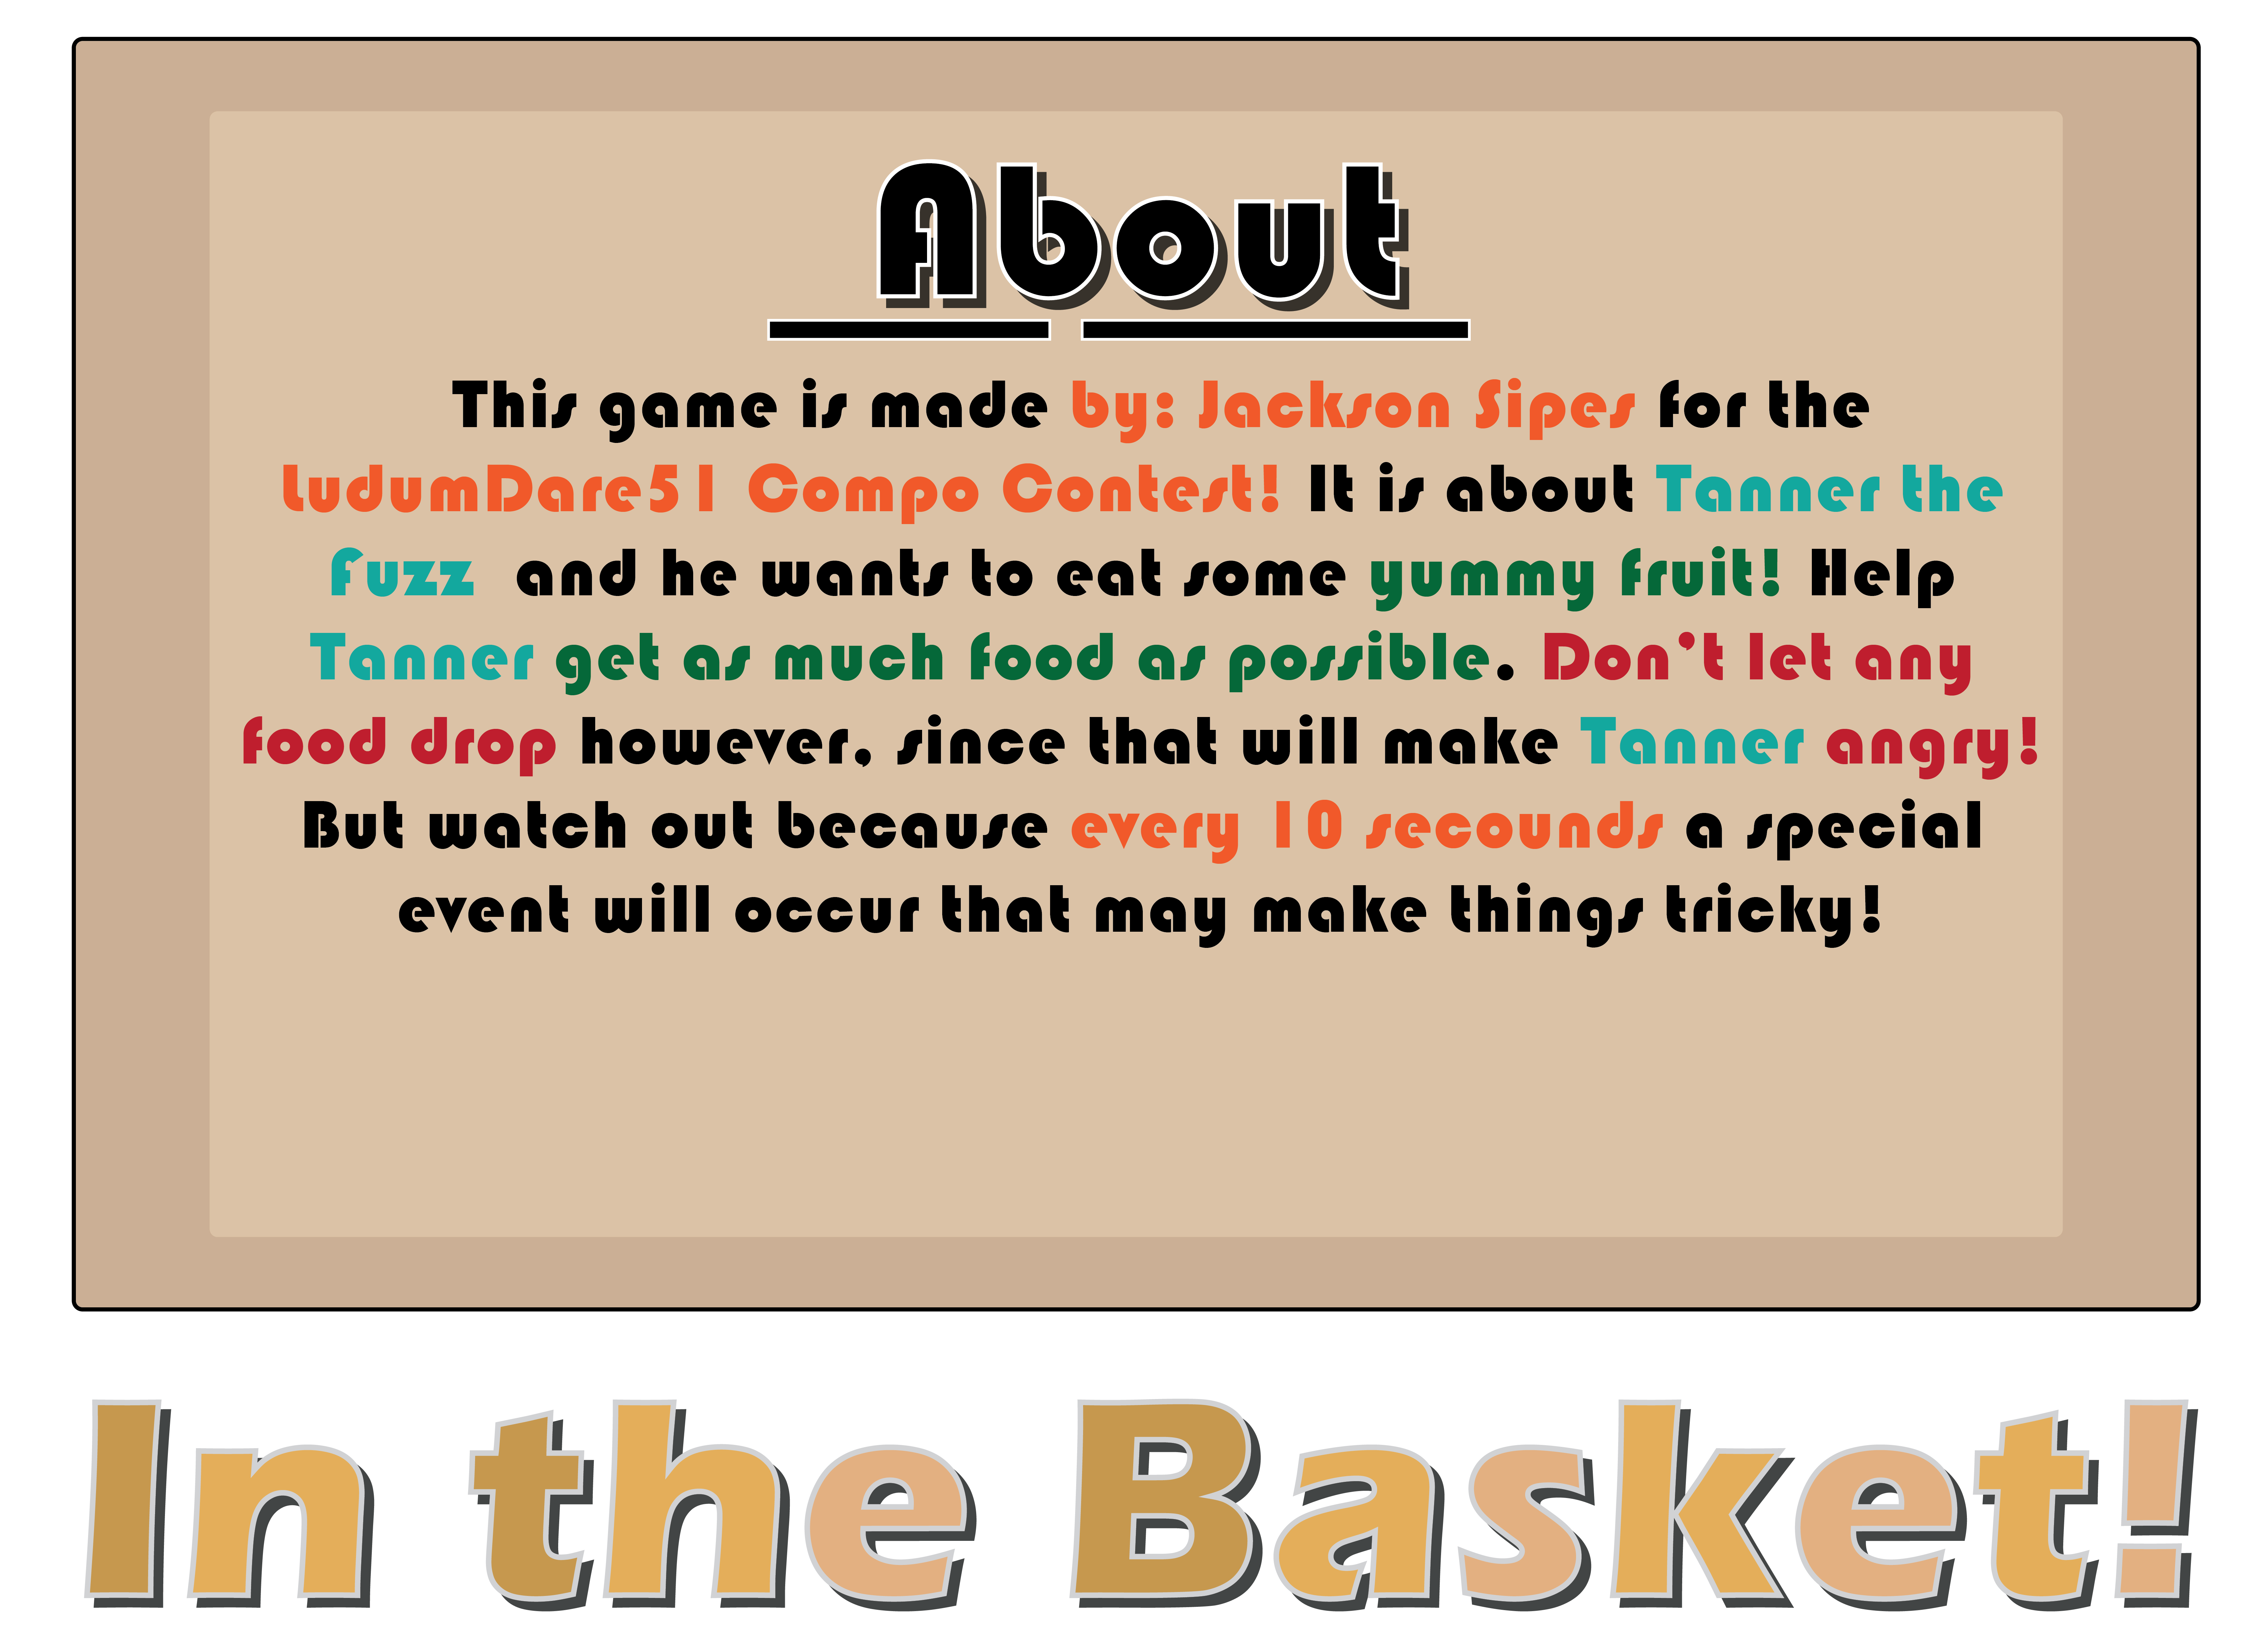 About
This game is made by: Jackson Sipes for the
LudumDare51 Compo Contest! It is about Tanner the
Fuzz and he wants to eat some yummy fruit! Help
Tanner get as much food as possible. Don't let any
food drop however, since that will make Tanner angry!
But watch out because every 10 secounds a special
event will occur that may make things tricky!
In the Basket!